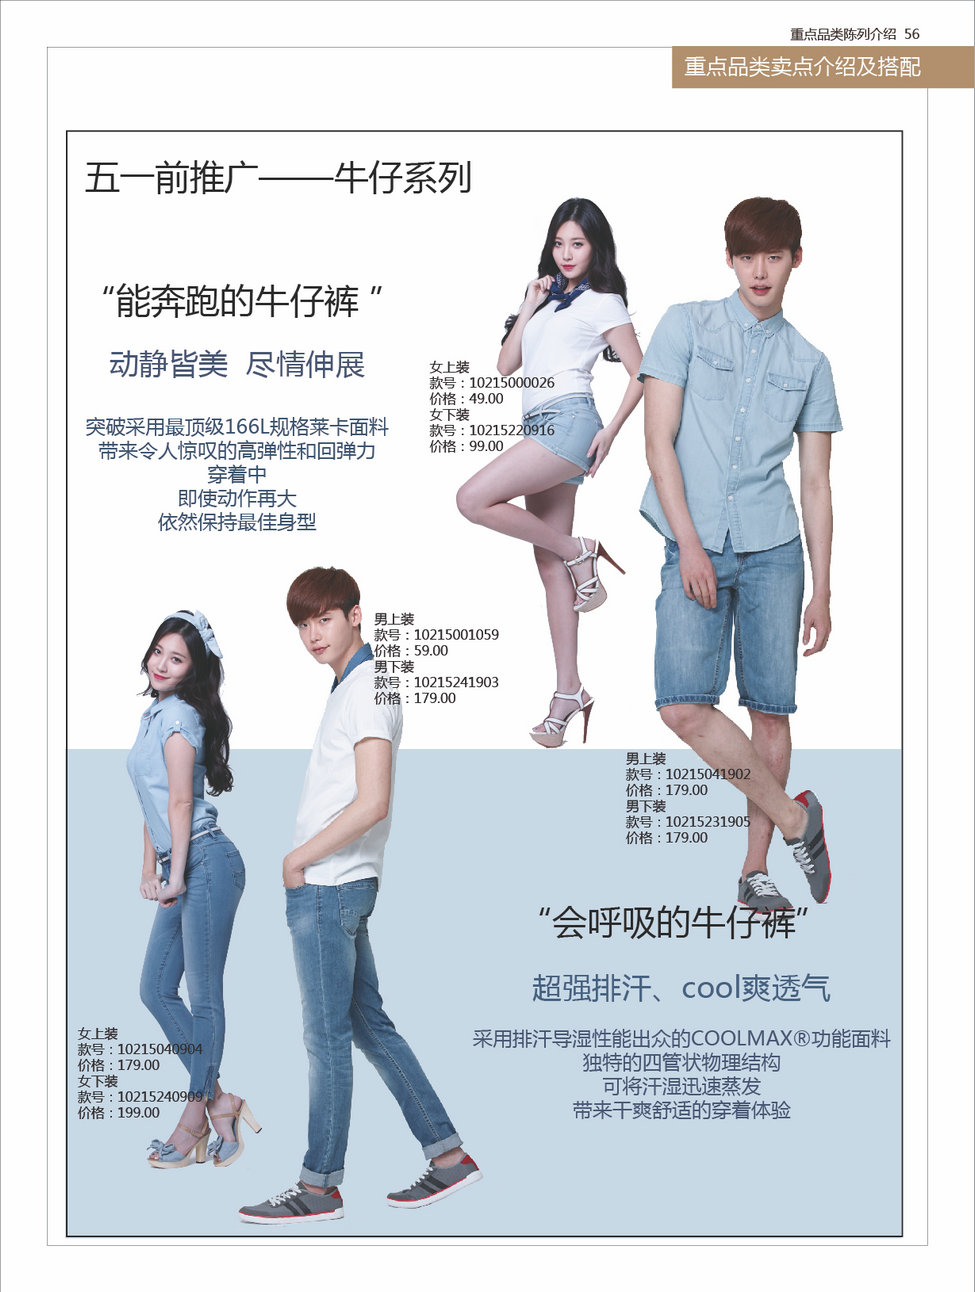 重点品类陈列介绍 56
重点品类卖点介绍及搭配
五一前推广——牛仔系列
“能奔跑的牛仔裤 ”
动静皆美 尽情伸展
突破采用最顶级166L规格莱卡面料
带来令人惊叹的高弹性和回弹力
穿着中
即使动作再大
依然保持最佳身型
女上装
款号：10215000026
价格：49.00
女下装
款号：10215220916
价格：99.00
男上装
款号：10215001059
价格：59.00
男下装
款号：10215241903
价格：179.00
男上装
款号：10215041902
价格：179.00
男下装
款号：10215231905
价格：179.00
“会呼吸的牛仔裤”
超强排汗、cool爽透气
采用排汗导湿性能出众的COOLMAX®功能面料
独特的四管状物理结构
可将汗湿迅速蒸发
带来干爽舒适的穿着体验
女上装
款号：10215040904
价格：179.00
女下装
款号：10215240909
价格：199.00